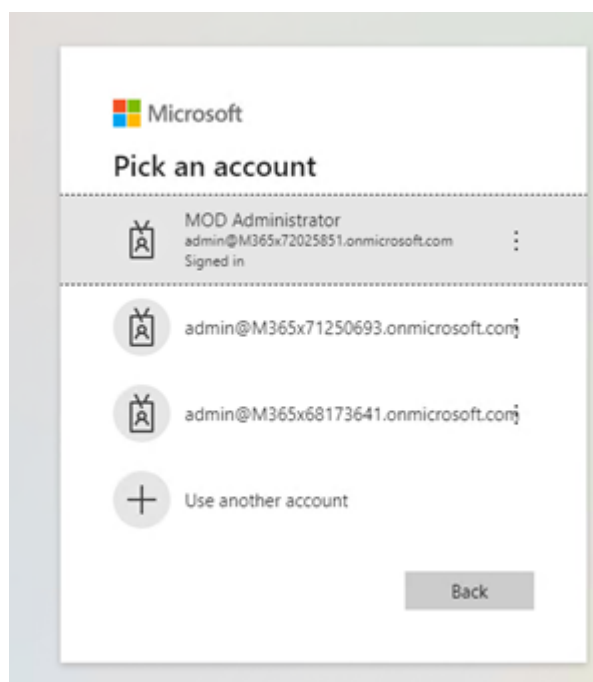 Microsoft
Pick an account
MOD Administrator
admin@M365x72025851.onmicrosoft.com
Signed in
admin@M365x71250693.onmicrosoft.com
admin@M365x68173641.onmicrosoft.com
Use another account
Back